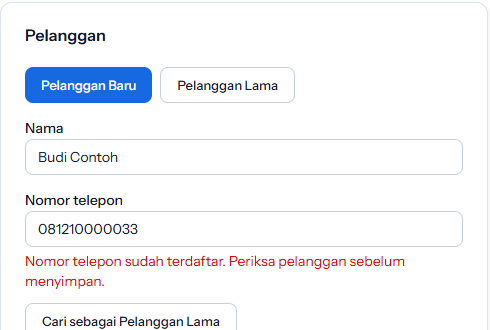 Pelanggan
Pelanggan Baru
Pelanggan Lama
Nama
Budi Contoh
Nomor telepon
081210000033
Nomor telepon sudah terdaftar. Periksa pelanggan sebelum
menyimpan.
Cari sebagai Pelanggan Lama